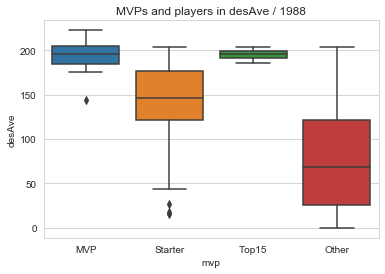 MVPs and players in desAve / 1988
200
150
100
50
0
desAve
MVP Starter Top15 Other
mvp